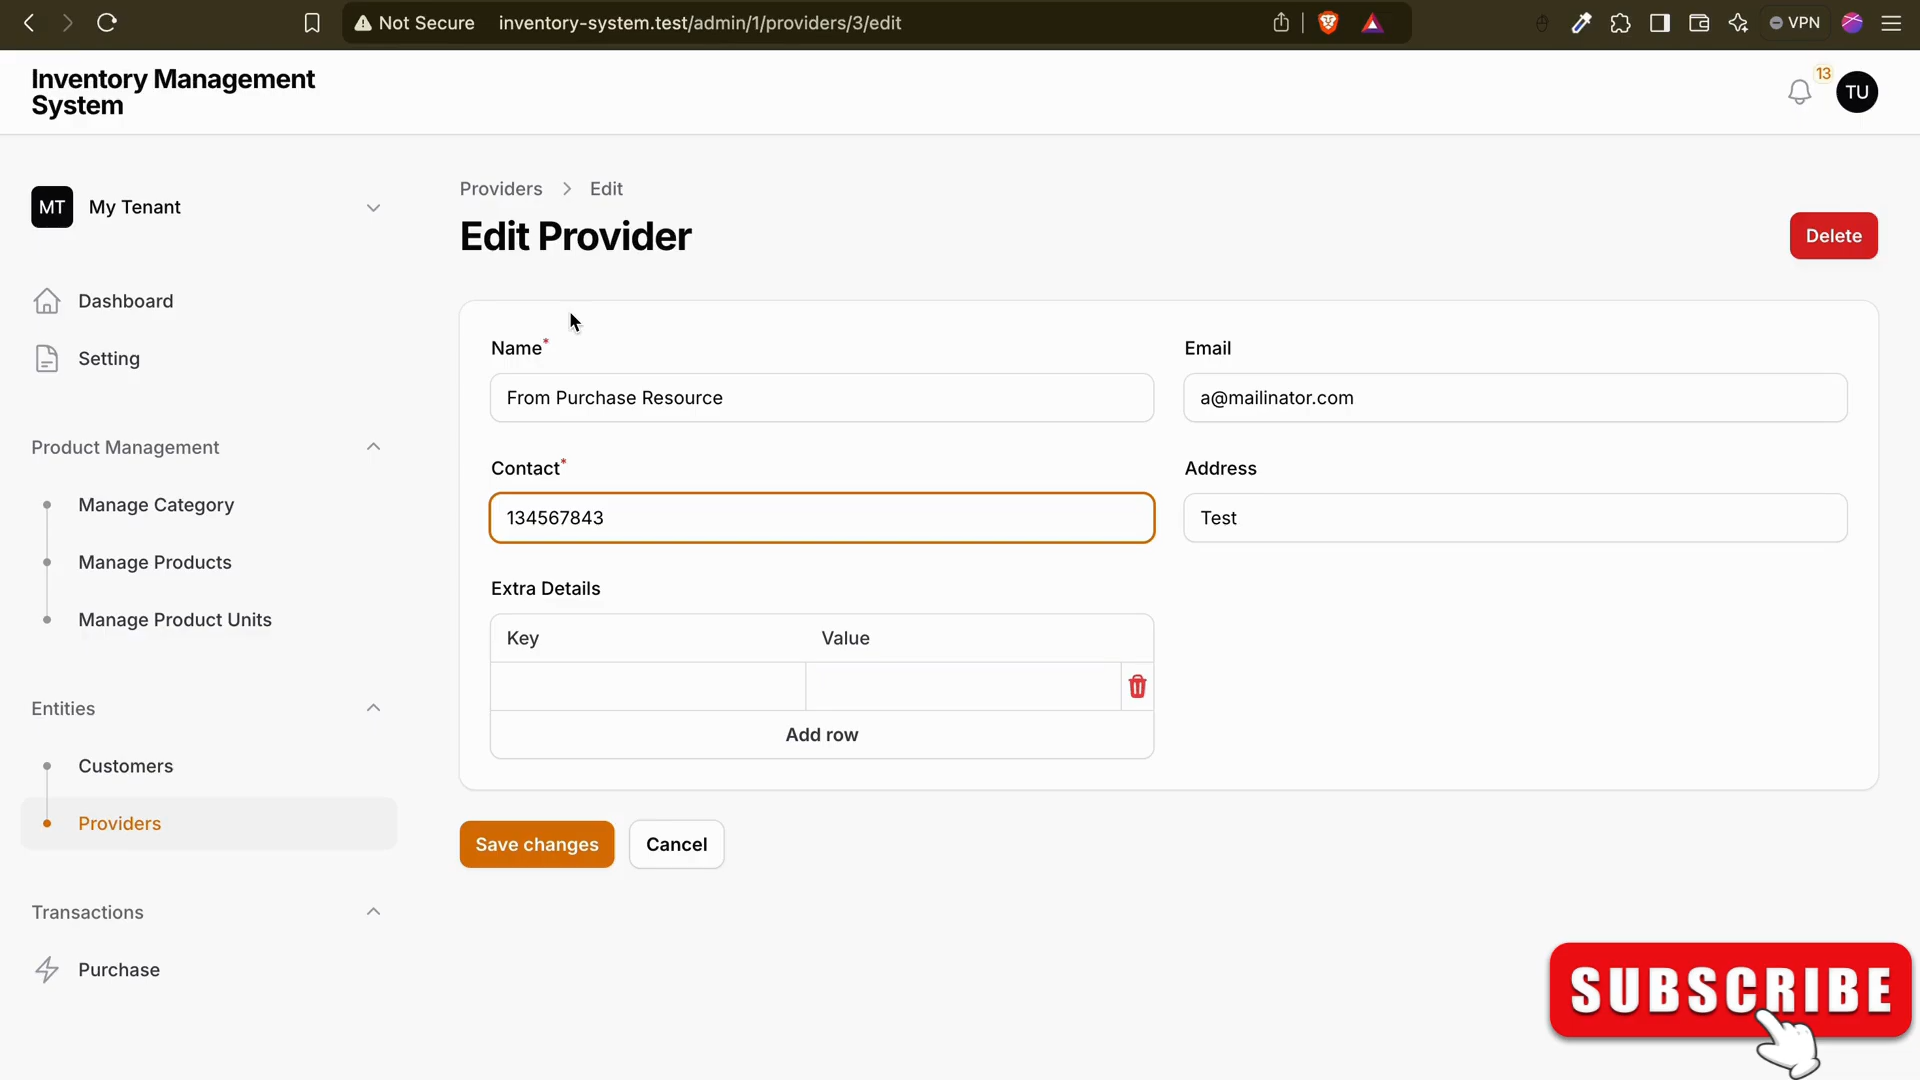 Not Secure
inventory-system.test/admin/1/providers/3/edit
VPN
Inventory Management
System
13
TU
MT
My Tenant
Dashboard
Setting
Product Management
Manage Category
Manage Products
Manage Product Units
Entities
Customers
Providers
Transactions
Purchase
Providers
Edit
Edit Provider
Delete
Name*
From Purchase Resource
Email
a@mailinator.com
Contact*
134567843
Address
Test
Extra Details
Key
Value
Add row
Save changes
Cancel
SUBSCRIBE